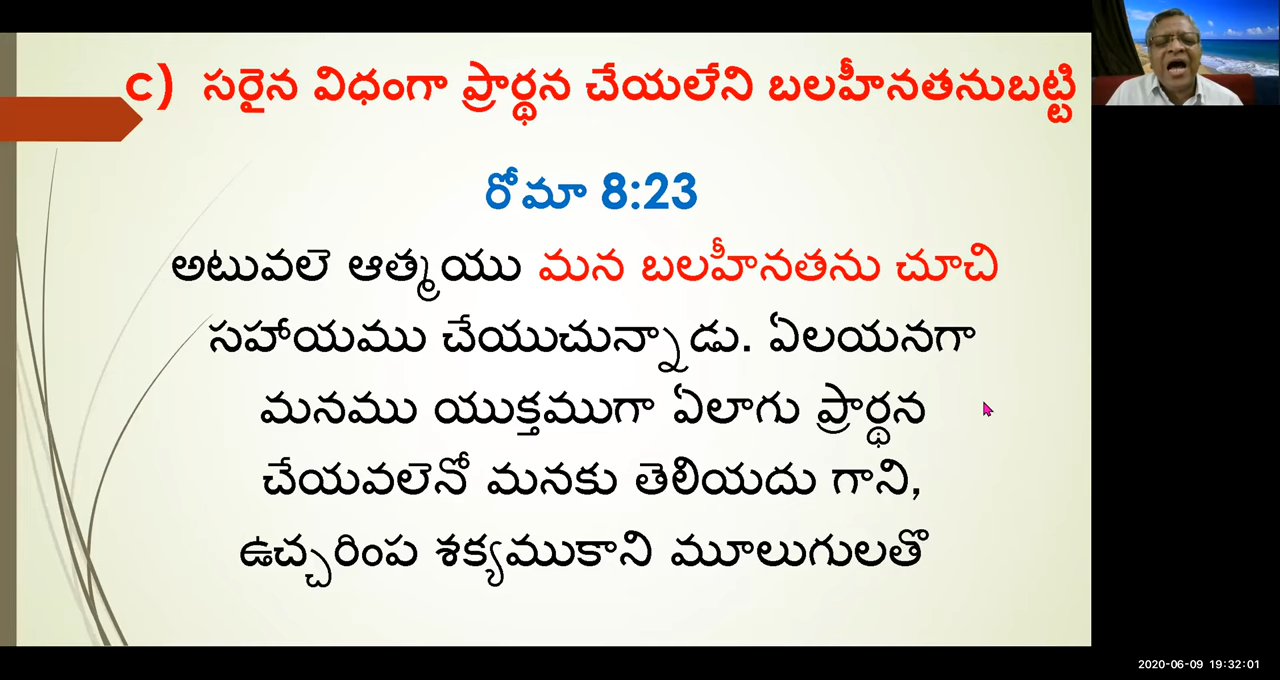 c) సరైన విధంగా ప్రార్థన చేయలేని బలహీనతనుబట్టి
రోమా 8:23
అటువలె ఆత్మయు మన బలహీనతను చూచి
సహాయము చేయుచున్నాడు. ఏలయనగా
మనము యుక్తముగా ఏలాగు ప్రార్థన
చేయవలెనో మనకు తెలియదు గాని,
ఉచ్చరింప శక్యముకాని మూలుగులతొ
2020-06-09 19:32:01